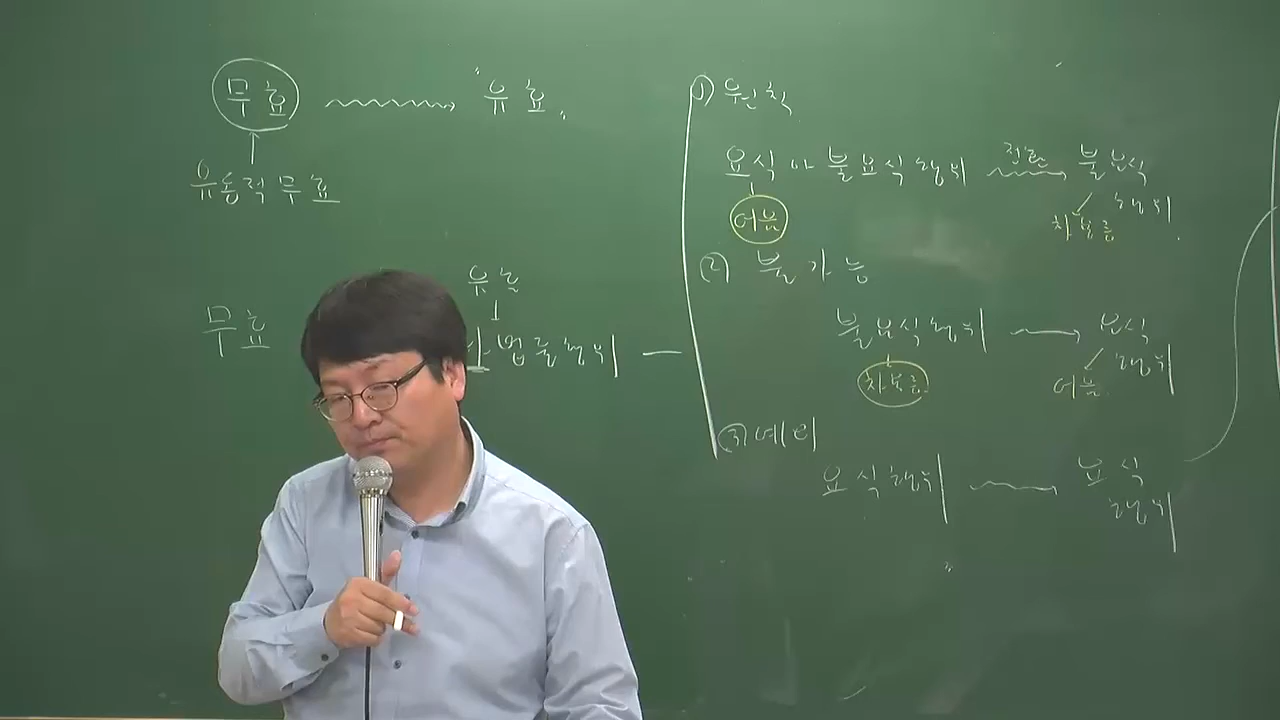 무효 유효.
유동적 무효
무효
법률행위
① 원칙
요식 or 불요식행위 전환 불요식
행위
어음 차용증
② 불가능
불요식행위 요식
행위
차용증 어음
③ 예외
요식행위 요식
행위